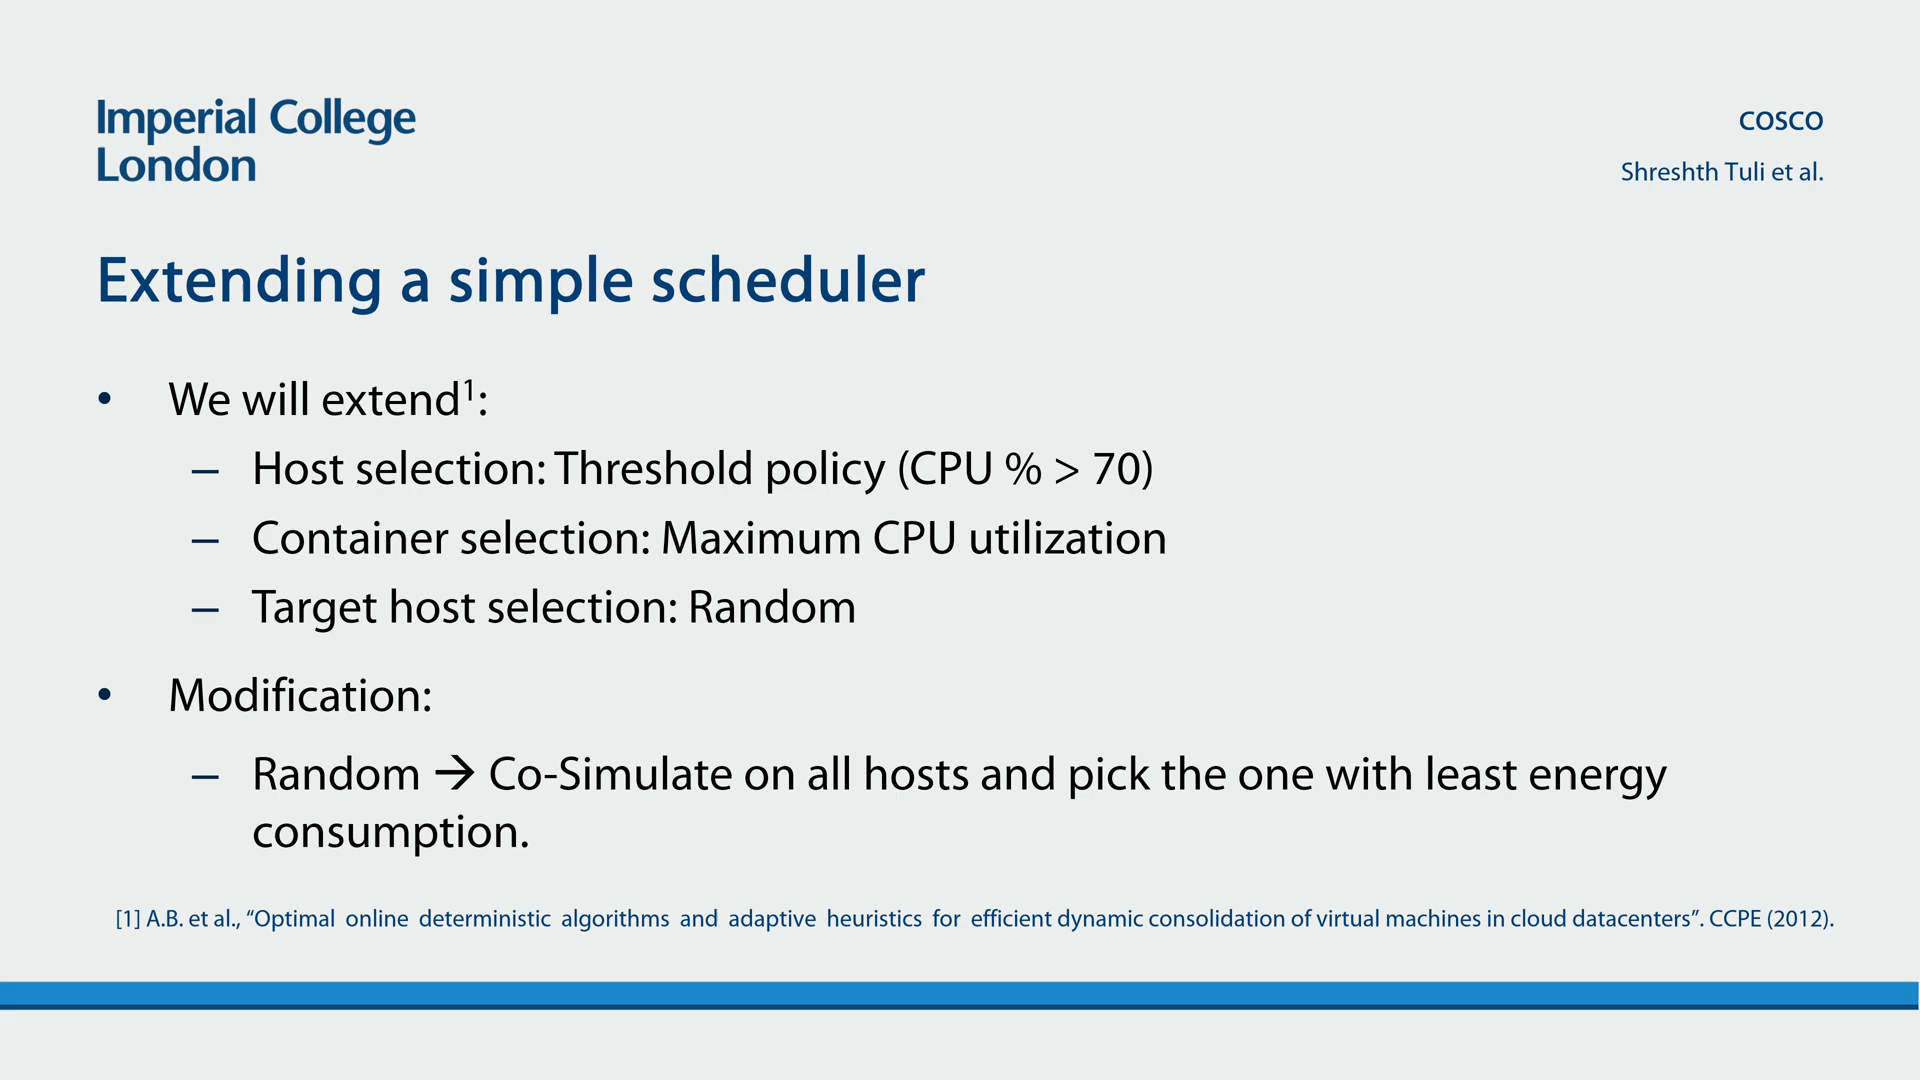 Imperial College
London
COSCO
Shreshth Tuli et al.
Extending a simple scheduler
• We will extend¹:
– Host selection: Threshold policy (CPU % > 70)
– Container selection: Maximum CPU utilization
– Target host selection: Random
• Modification:
– Random → Co-Simulate on all hosts and pick the one with least energy
consumption.
[1] A.B. et al., “Optimal online deterministic algorithms and adaptive heuristics for efficient dynamic consolidation of virtual machines in cloud datacenters”. CCPE (2012).